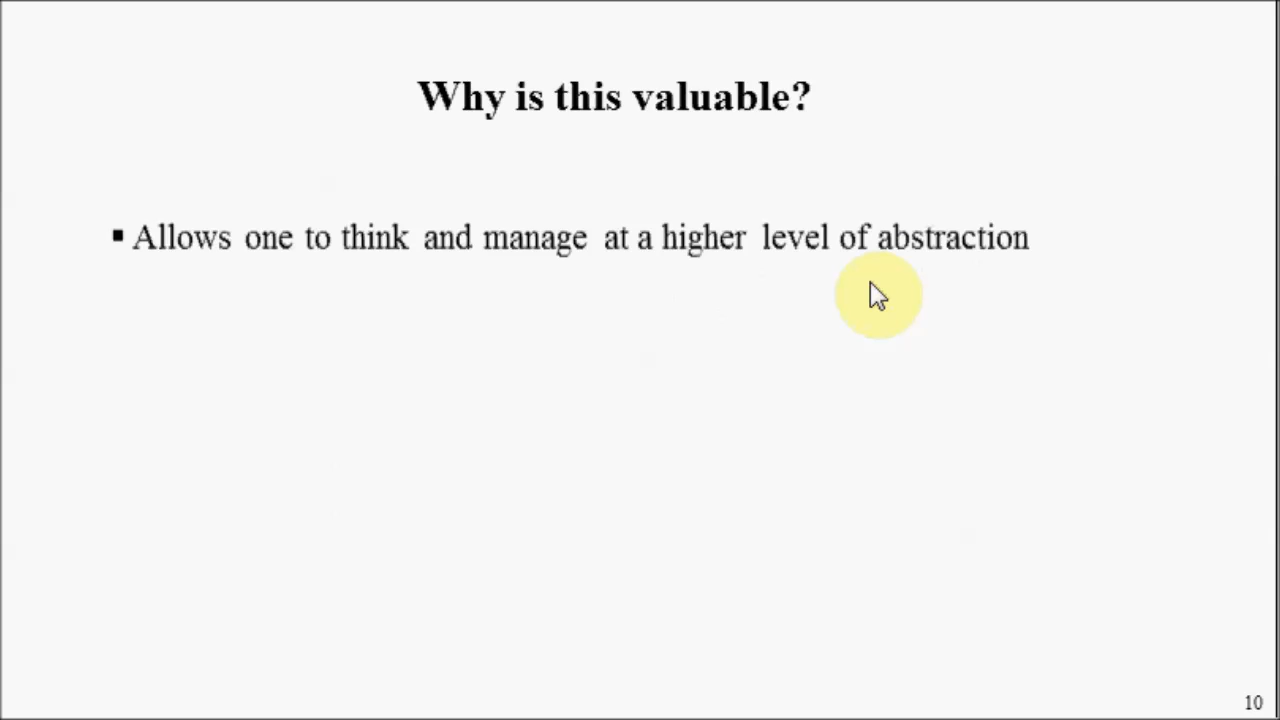 Why is this valuable?
▪ Allows one to think and manage at a higher level of abstraction
10